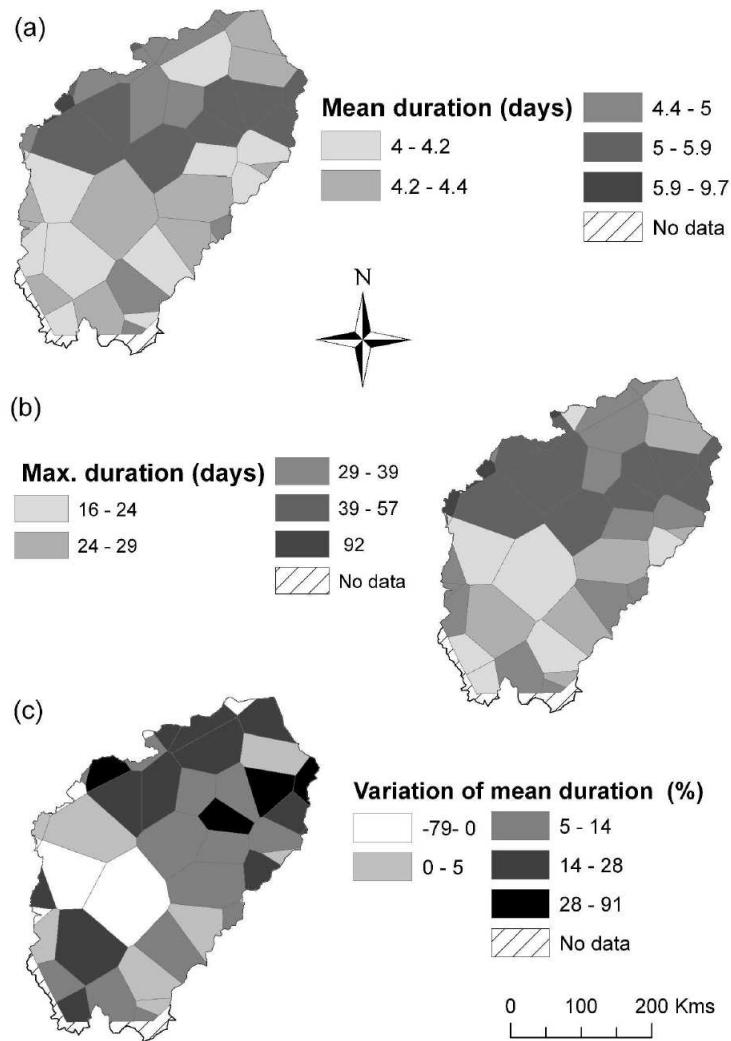 (a)
Mean duration (days)
4 - 4.2
4.2 - 4.4
4.4 - 5
5 - 5.9
5.9 - 9.7
No data
N
(b)
Max. duration (days)
16 - 24
24 - 29
29 - 39
39 - 57
92
No data
(c)
Variation of mean duration (%)
-79- 0
0 - 5
5 - 14
14 - 28
28 - 91
No data
0 100 200 Kms